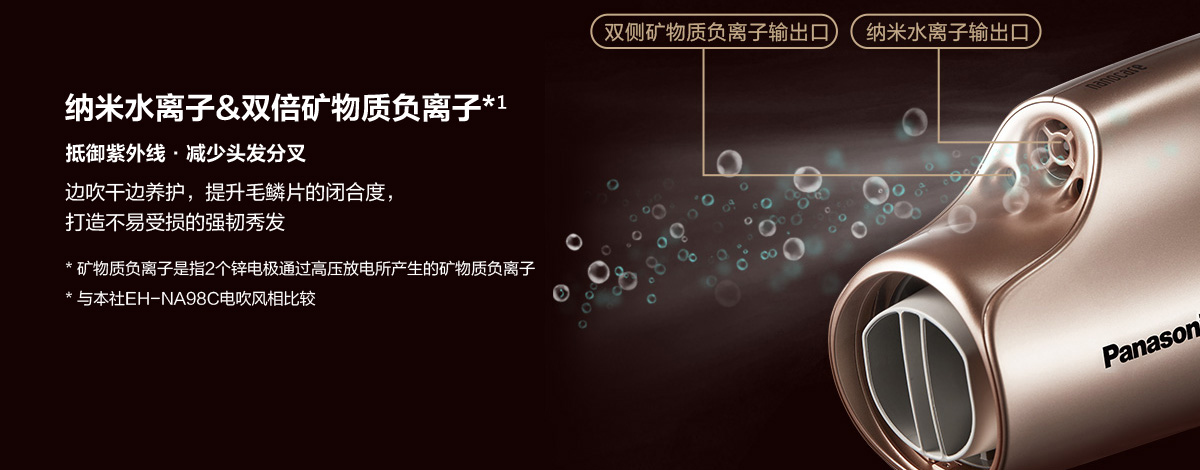 双侧矿物质负离子输出口
纳米水离子输出口
nanocare
纳米水离子&双倍矿物质负离子*1
抵御紫外线·减少头发分叉
边吹干边养护，提升毛鳞片的闭合度，
打造不易受损的强韧秀发
* 矿物质负离子是指2个锌电极通过高压放电所产生的矿物质负离子
* 与本社EH-NA98C电吹风相比较
Panason